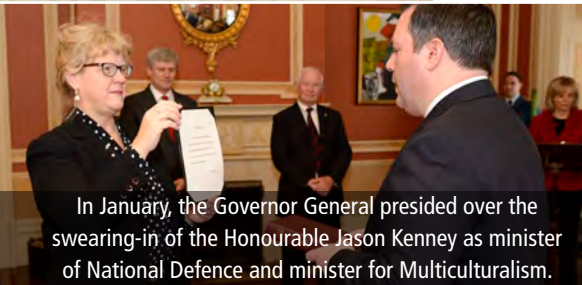 In January, the Governor General presided over the
swearing-in of the Honourable Jason Kenney as minister
of National Defence and minister for Multiculturalism.